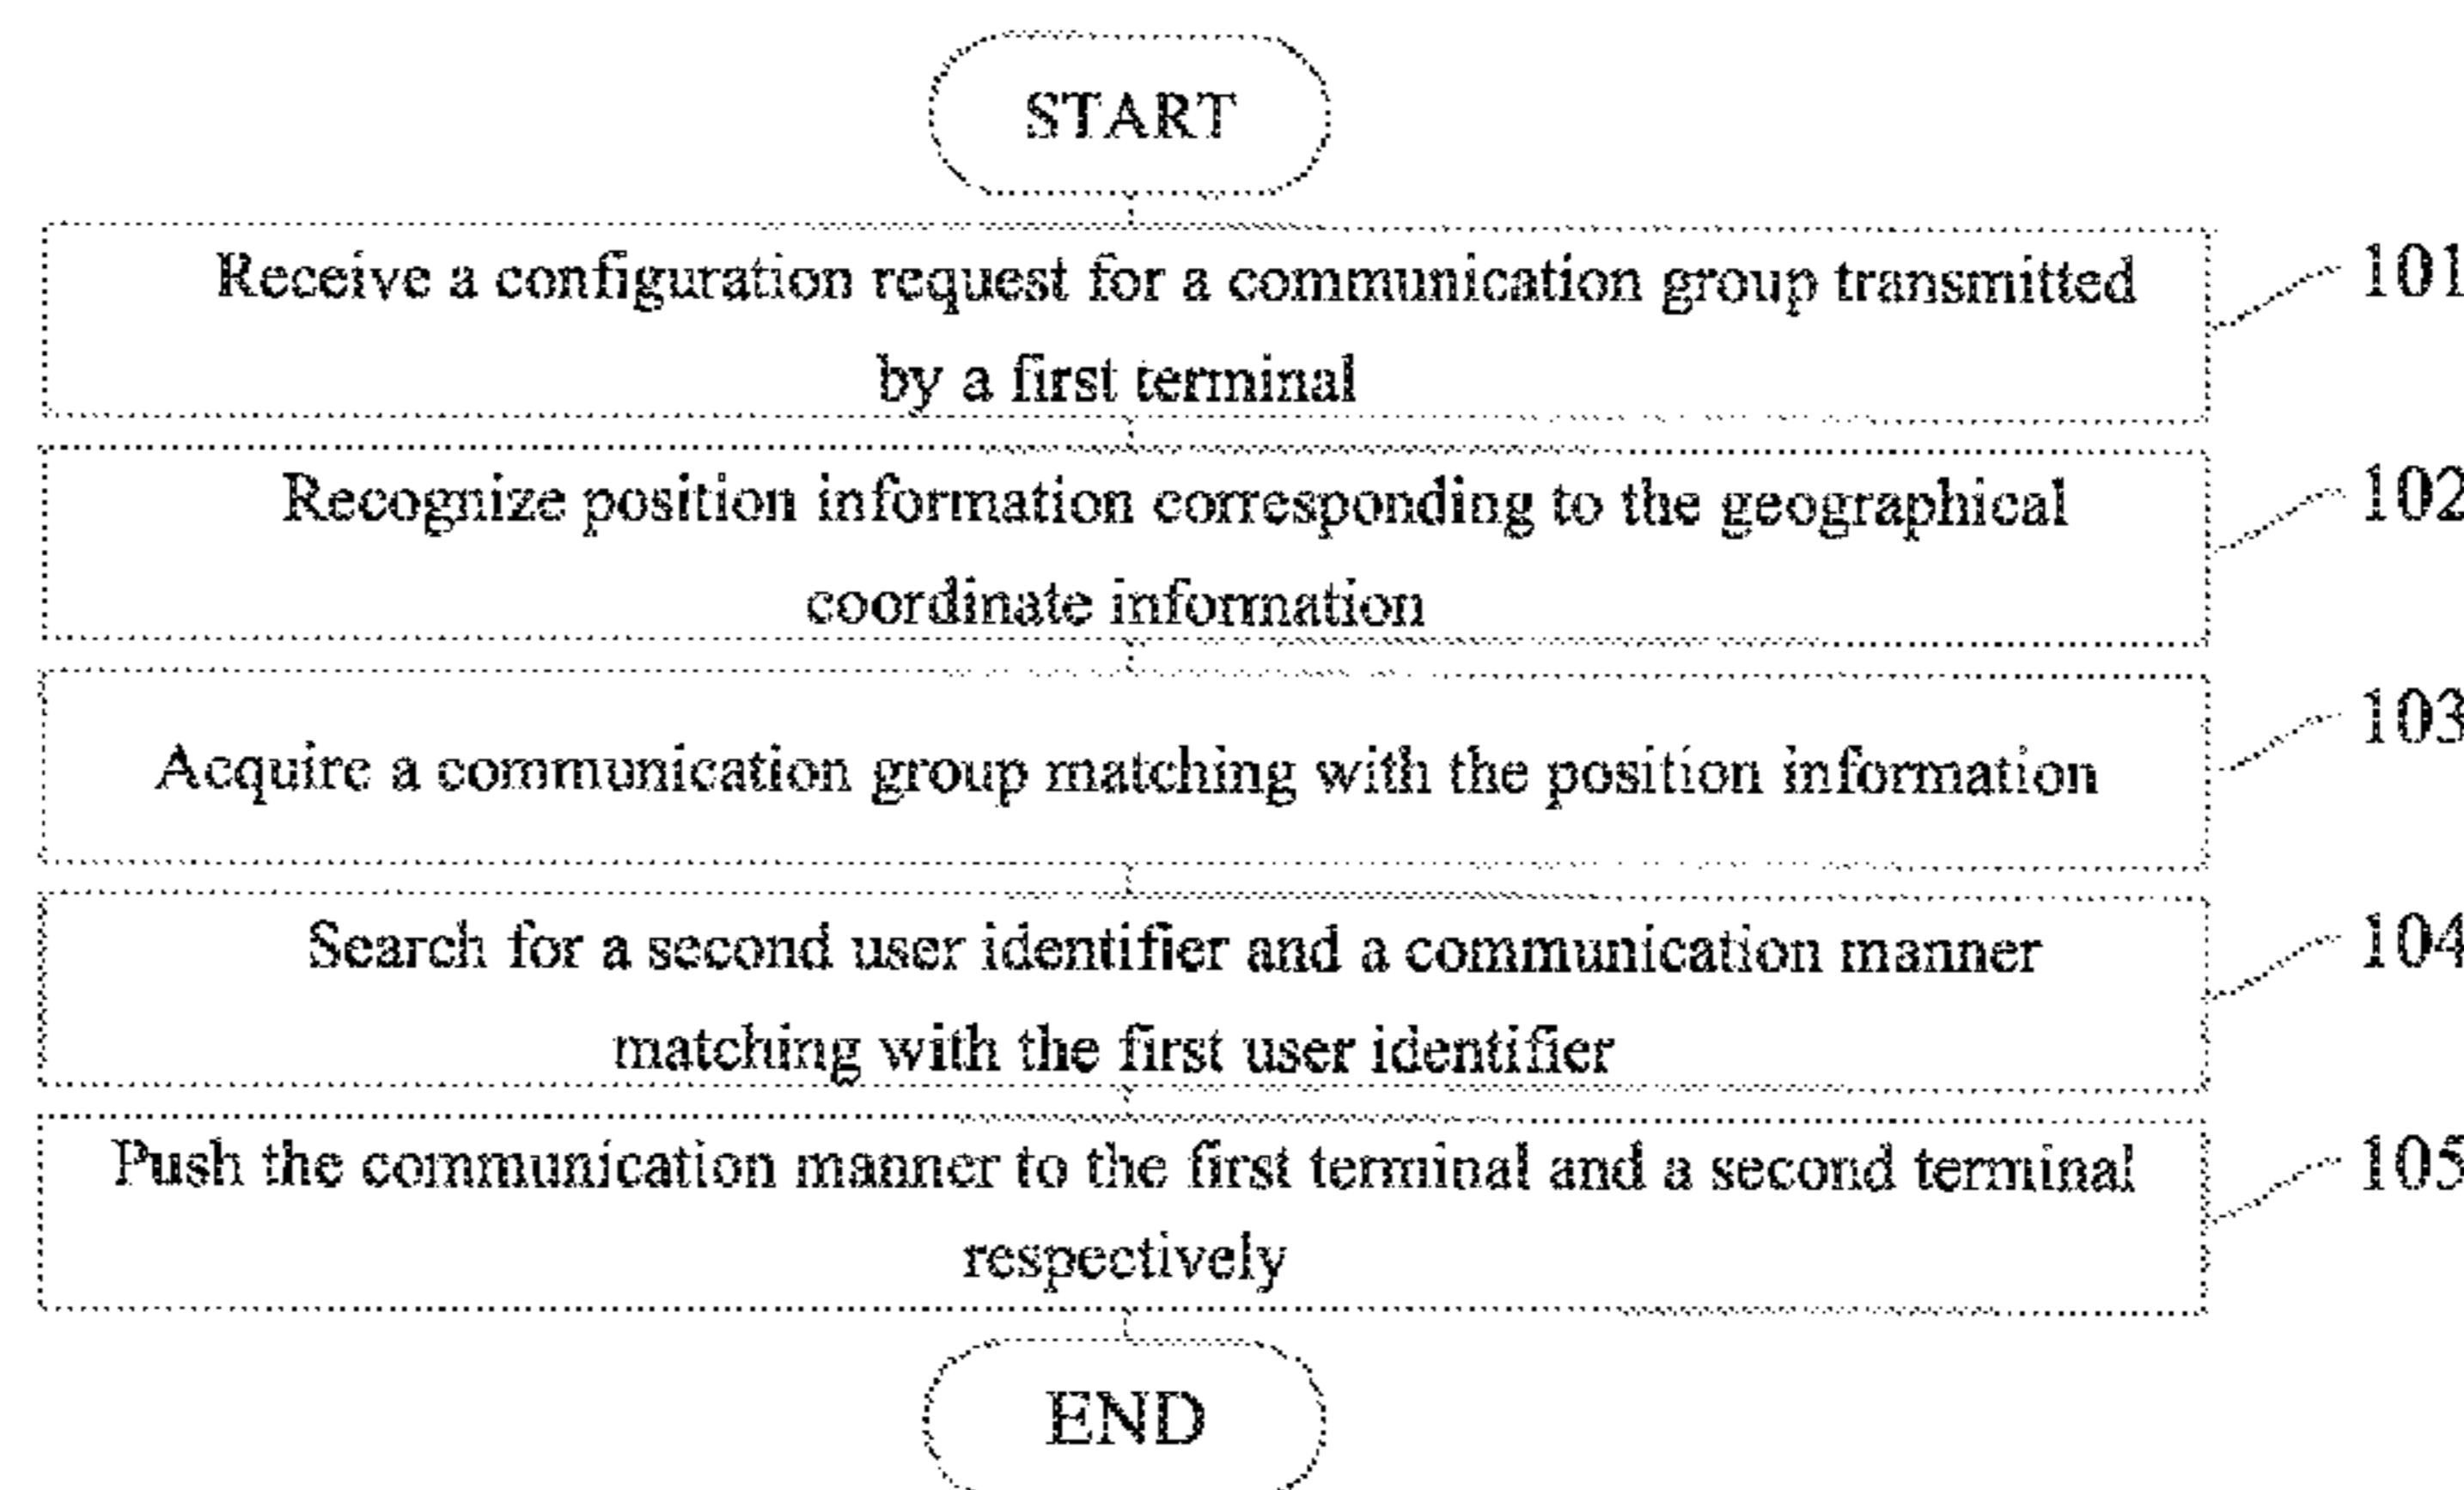 START
Receive a configuration request for a communication group transmitted
by a first terminal
101
Recognize position information corresponding to the geographical
coordinate information
102
Acquire a communication group matching with the position information
103
Search for a second user identifier and a communication manner
matching with the first user identifier
104
Push the communication manner to the first terminal and a second terminal
respectively
105
END